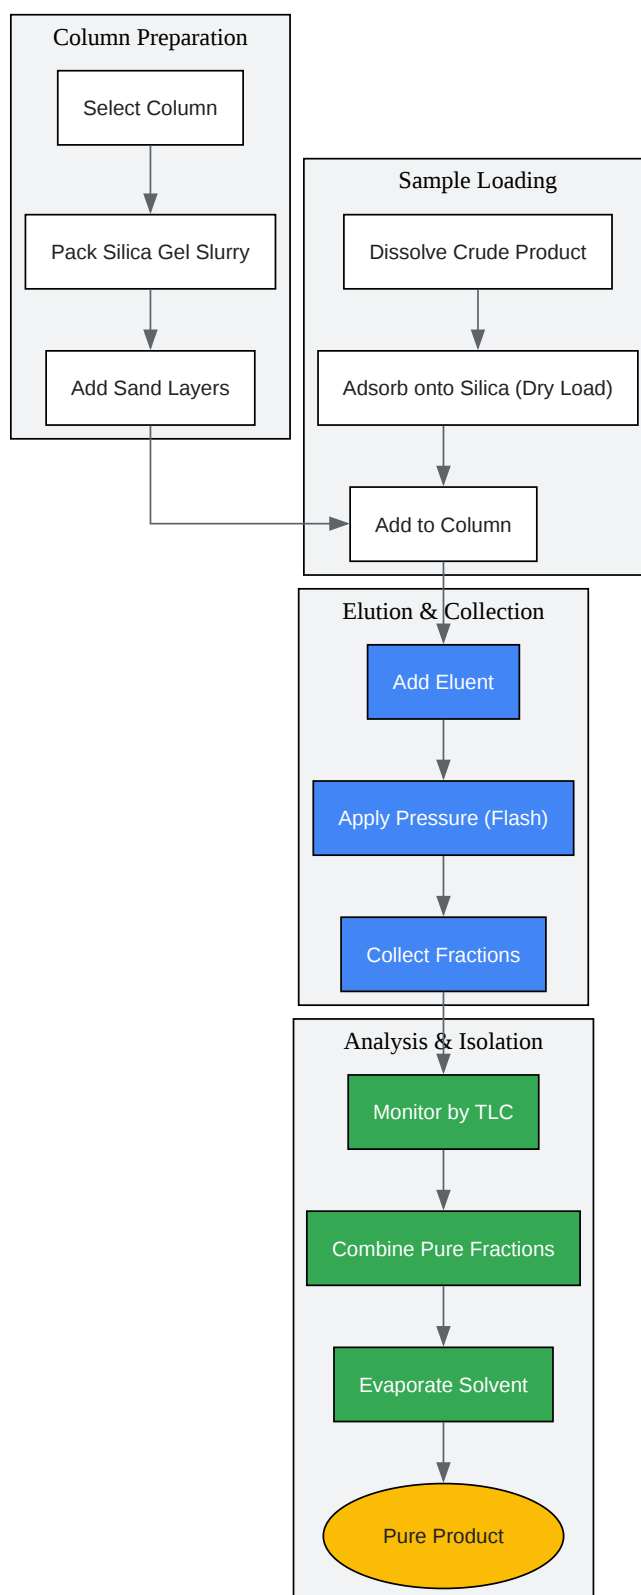 Column Preparation
Select Column
Pack Silica Gel Slurry
Add Sand Layers
Sample Loading
Dissolve Crude Product
Adsorb onto Silica (Dry Load)
Add to Column
Elution & Collection
Add Eluent
Apply Pressure (Flash)
Collect Fractions
Analysis & Isolation
Monitor by TLC
Combine Pure Fractions
Evaporate Solvent
Pure Product